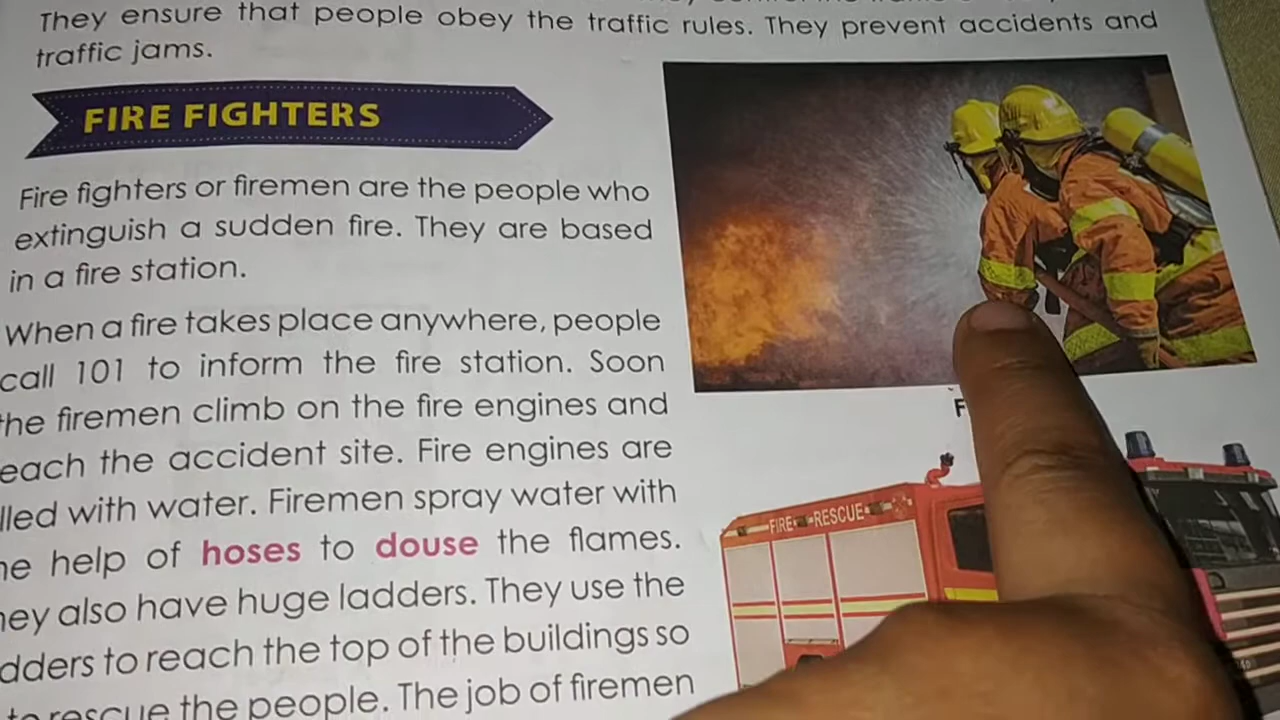 They ensure that people obey the traffic rules. They prevent accidents and
traffic jams.
FIRE FIGHTERS
Fire fighters or firemen are the people who
extinguish a sudden fire. They are based
in a fire station.
When a fire takes place anywhere, people
call 101 to inform the fire station. Soon
the firemen climb on the fire engines and
each the accident site. Fire engines are
lled with water. Firemen spray water with
he help of hoses to douse the flames.
hey also have huge ladders. They use the
dders to reach the top of the buildings so
to rescue the people. The job of firemen
F
FIRE RESCUE